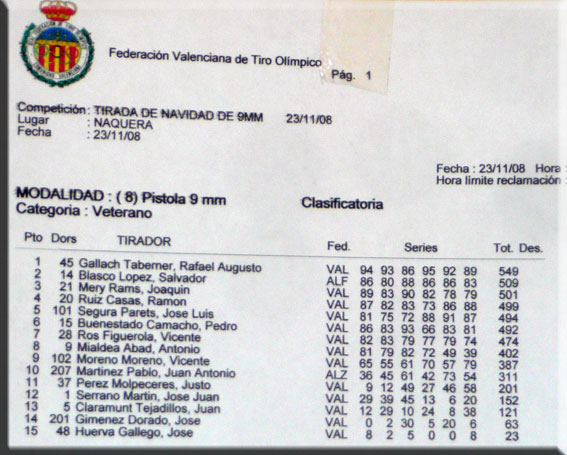 Federación Valenciana de Tiro Olímpico
Pág. 1
Competición : TIRADA DE NAVIDAD DE 9MM 23/11/08
Lugar : NAQUERA
Fecha : 23/11/08
Fecha : 23/11/08 Hora :
Hora límite reclamación :
MODALIDAD : ( 8) Pistola 9 mm Clasificatoria
Categoria : Veterano
Pto Dors TIRADOR Fed. Series Tot. Des.
1 45 Gallach Taberner, Rafael Augusto VAL 94 93 86 95 92 89 549
2 14 Blasco Lopez, Salvador ALF 86 80 88 86 86 83 509
3 21 Mery Rams, Joaquin VAL 89 83 90 82 78 79 501
4 20 Ruiz Casas, Ramon VAL 87 82 83 73 86 88 499
5 101 Segura Parets, Jose Luis VAL 81 75 72 88 91 87 494
6 15 Buenestado Camacho, Pedro VAL 86 83 93 66 83 81 492
7 28 Ros Figuerola, Vicente VAL 82 83 79 77 79 74 474
8 9 Mialdea Abad, Antonio VAL 81 79 82 72 49 39 402
9 102 Moreno Moreno, Vicente VAL 65 55 61 70 57 79 387
10 207 Martinez Pablo, Juan Antonio ALZ 36 45 61 42 73 54 311
11 37 Perez Molpeceres, Justo VAL 9 12 49 27 46 58 201
12 1 Serrano Martin, Jose Juan VAL 29 39 45 13 6 20 152
13 5 Claramunt Tejadillos, Juan VAL 12 29 10 24 8 38 121
14 201 Gimenez Dorado, Jose VAL 0 2 30 5 20 6 63
15 48 Huerva Gallego, Jose VAL 8 2 5 0 0 8 23